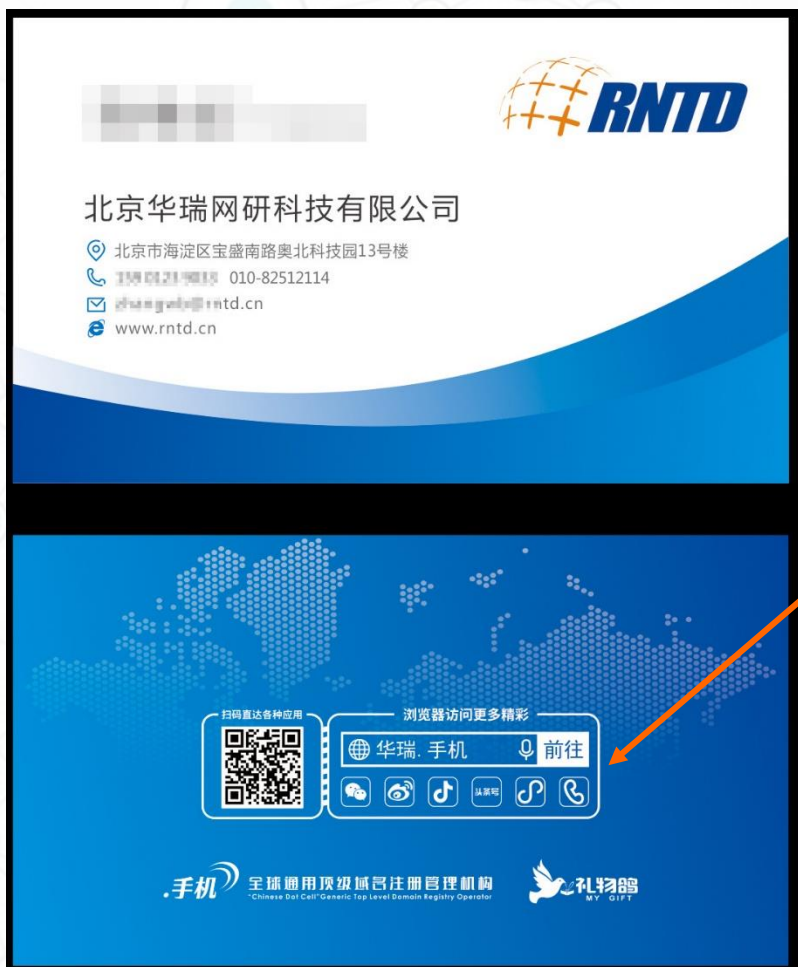 RNTD
北京华瑞网研科技有限公司
北京市海淀区宝盛南路奥北科技园13号楼
010-82512114
ntd.cn
www.rntd.cn
扫码直达各种应用
浏览器访问更多精彩
华瑞. 手机 前往
头条号
.手机 全球通用顶级域名注册管理机构
"Chinese Dot Cell"Generic Top Level Domain Registry Operator
礼物鸽
MY GIFT